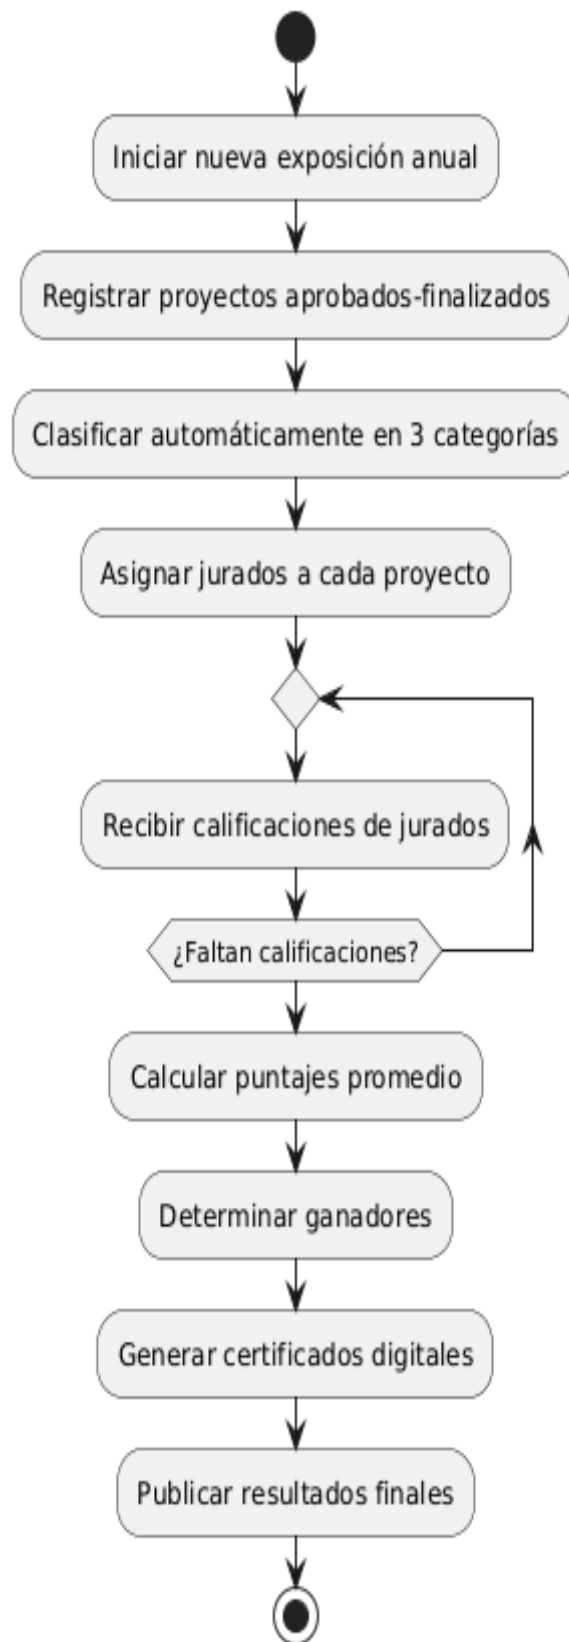 Iniciar nueva exposición anual
Registrar proyectos aprobados-finalizados
Clasificar automáticamente en 3 categorías
Asignar jurados a cada proyecto
Recibir calificaciones de jurados
¿Faltan calificaciones?
Calcular puntajes promedio
Determinar ganadores
Generar certificados digitales
Publicar resultados finales